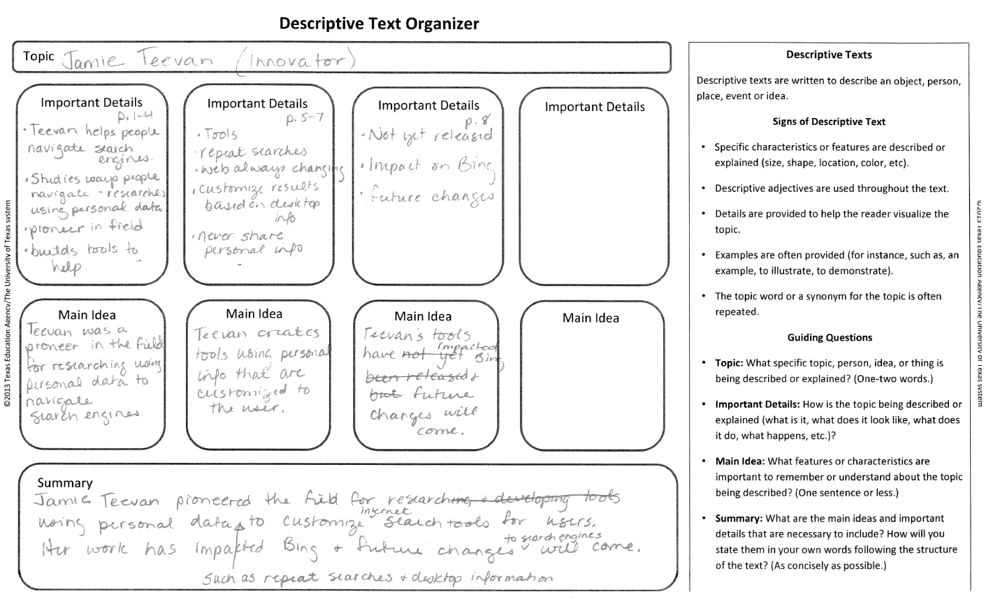 Descriptive Text Organizer
Topic Jamie Teevan (Innovator)
Important Details
p. 1-4
• Teevan helps people
navigate search
engines.
• Studies ways people
navigate - researches
using personal data
• pioneer in field
• builds tools to
help
Important Details
p. 5-7
• Tools
• repeat searches
• web always changing
• customize results
based on desktop
info
• never share
personal info
Important Details
p. 8
• Not yet released
• Impact on Bing
• future changes
Important Details
Main Idea
Teevan was a
pioneer in the field
for researching using
personal data to
navigate
search engines.
Main Idea
Teevan creates
tools using personal
info that are
customized to
the user.
Main Idea
Teevan's tools
impacted
have not yet Bing
been released +
but future
changes will
come.
Main Idea
Summary
Jamie Teevan pioneered the field for researching + developing tools
internet
using personal data to customize search tools for users.
to search engines
Her work has impacted Bing + future changes will come.
Such as repeat searches + desktop information
Descriptive Texts
Descriptive texts are written to describe an object, person,
place, event or idea.
Signs of Descriptive Text
• Specific characteristics or features are described or
explained (size, shape, location, color, etc).
• Descriptive adjectives are used throughout the text.
• Details are provided to help the reader visualize the
topic.
• Examples are often provided (for instance, such as, an
example, to illustrate, to demonstrate).
• The topic word or a synonym for the topic is often
repeated.
Guiding Questions
• Topic: What specific topic, person, idea, or thing is
being described or explained? (One-two words.)
• Important Details: How is the topic being described or
explained (what is it, what does it look like, what does
it do, what happens, etc.)?
• Main Idea: What features or characteristics are
important to remember or understand about the topic
being described? (One sentence or less.)
• Summary: What are the main ideas and important
details that are necessary to include? How will you
state them in your own words following the structure
of the text? (As concisely as possible.)
©2013 Texas Education Agency/The University of Texas system
©2013 Texas Education Agency/The University of Texas system